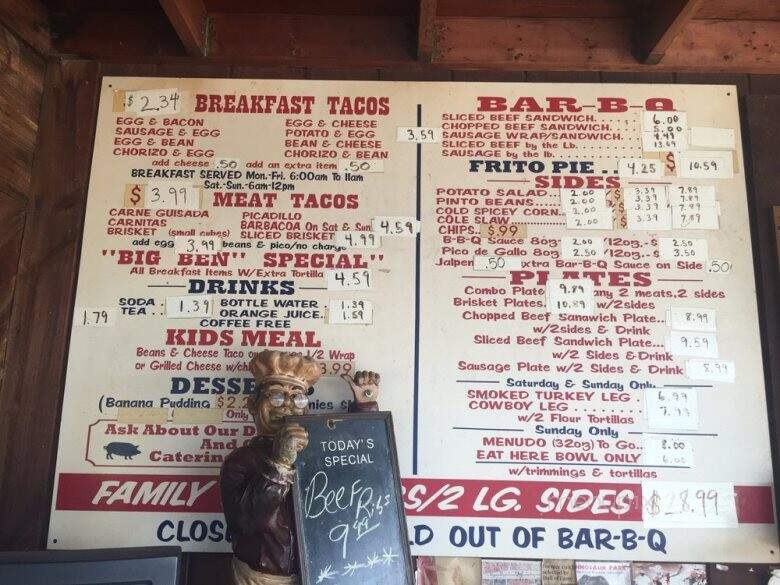 $ 2.34 BREAKFAST TACOS
EGG & BACON EGG & CHEESE
SAUSAGE & EGG POTATO & EGG 3.59
EGG & BEAN BEAN & CHEESE
CHORIZO & EGG CHORIZO & BEAN
add cheese .50 add an extra item .50
BREAKFAST SERVED Mon.-Fri. 6:00am To 11am
Sat.-Sun.-6am-12pm
$ 3.99 MEAT TACOS
CARNE GUISADA PICADILLO
CARNITAS BARBACOA On Sat & Sun 4.59
BRISKET (small cubes) SLICED BRISKET 4.99
add egg 3.99 beans & pico/no charge
"BIG BEN" SPECIAL"
All Breakfast Items W/Extra Tortilla 4.59
DRINKS
SODA 1.39 BOTTLE WATER 1.39
1.79 TEA ORANGE JUICE. 1.59
COFFEE FREE
KIDS MEAL
Beans & Cheese Taco 1/2 Wrap
or Grilled Cheese 3.99
(Banana Pudding $2.2
Only
Ask About Our
And
FAMILY
BAR-B-Q
SLICED BEEF SANDWICH. 6.00
CHOPPED BEEF SANDWICH. 5.00
SAUSAGE WRAP/SANDWICH. 4.49
SLICED BEEF by the Lb. 13.69
SAUSAGE by the lb.
FRITO PIE . . 4.25 $ 10.59
SIDES
POTATO SALAD 2.00 $ 3.39 7.89
PINTO BEANS 2.00 $ 3.39 7.89
COLD SPICEY CORN 2.00 $ 3.39 7.89
COLE SLAW 2.00 $ 3.39 7.89
CHIPS $.99
B-B-Q Sauce 8oz 2.00 /12oz.-$ 2.50
Pico de Gallo 8oz 2.50 /12oz.-$ 3.50
Jalpen .50 Extra Bar-B-Q Sauce on Side .50
PLATES
Combo Plate 9.89 any 2 meats,2 sides
Brisket Plates. 10.89 w/2sides
Chopped Beef Sanawich Plate... 8.99
w/2sides & Drink
Sliced Beef Sandwich Plate... 9.59
w/2 Sides & Drink
Sausage Plate w/2 Sides & Drink 8.99
Saturday & Sunday Only
SMOKED TURKEY LEG . 6.99
COWBOY LEG 7.99
w/2 Flour Tortillas
Sunday Only
MENUDO (32oz) To Go.. 8.00
EAT HERE BOWL ONLY 6.00
w/trimmings & tortillas
S/2 LG. SIDES $28.99
D OUT OF BAR-B-Q
TODAY'S
SPECIAL
Beef Ribs
9.99